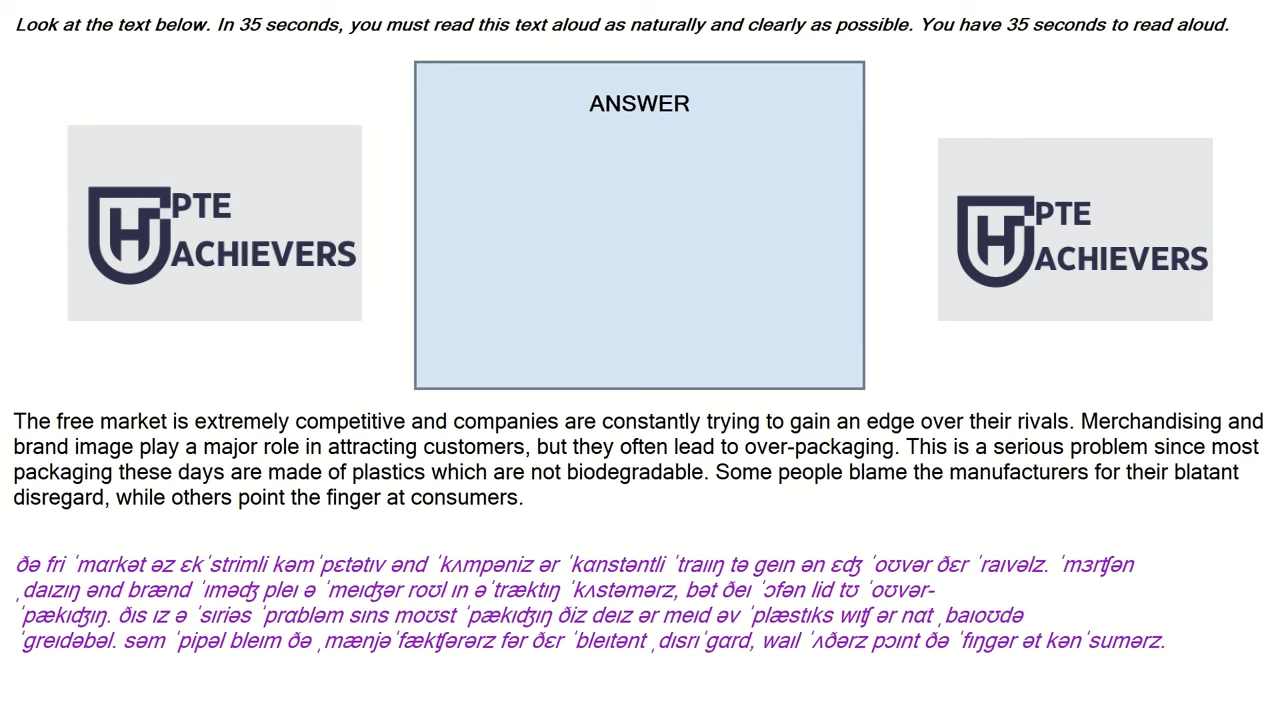 Look at the text below. In 35 seconds, you must read this text aloud as naturally and clearly as possible. You have 35 seconds to read aloud.
ANSWER
PTE
ACHIEVERS
PTE
ACHIEVERS
The free market is extremely competitive and companies are constantly trying to gain an edge over their rivals. Merchandising and
brand image play a major role in attracting customers, but they often lead to over-packaging. This is a serious problem since most
packaging these days are made of plastics which are not biodegradable. Some people blame the manufacturers for their blatant
disregard, while others point the finger at consumers.
ðə fri ˈmɑrkət əz ɛkˈstrimli kəmˈpɛtətɪv ənd ˈkʌmpəniz ər ˈkɑnstəntli ˈtraɪɪŋ tə geɪn ən ɛʤ ˈoʊvər ðɛr ˈraɪvəlz. ˈmɜrʧən
ˌdaɪzɪŋ ənd brænd ˈɪməʤ pleɪ ə ˈmeɪʤər roʊl ɪn əˈtræktɪŋ ˈkʌstəmərz, bət ðeɪ ˈɔfən lid tʊ ˈoʊvər-
ˈpækɪʤɪŋ. ðɪs ɪz ə ˈsɪriəs ˈprɑbləm sɪns moʊst ˈpækɪʤɪŋ ðiz deɪz ər meɪd əv ˈplæstɪks wɪʧ ər nɑt ˌbaɪoʊdə
ˈgreɪdəbəl. səm ˈpipəl bleɪm ðə ˌmænjəˈfækʧərərz fər ðɛr ˈbleɪtənt ˌdɪsrɪˈgɑrd, waɪl ˈʌðərz pɔɪnt ðə ˈfɪŋgər ət kənˈsumərz.